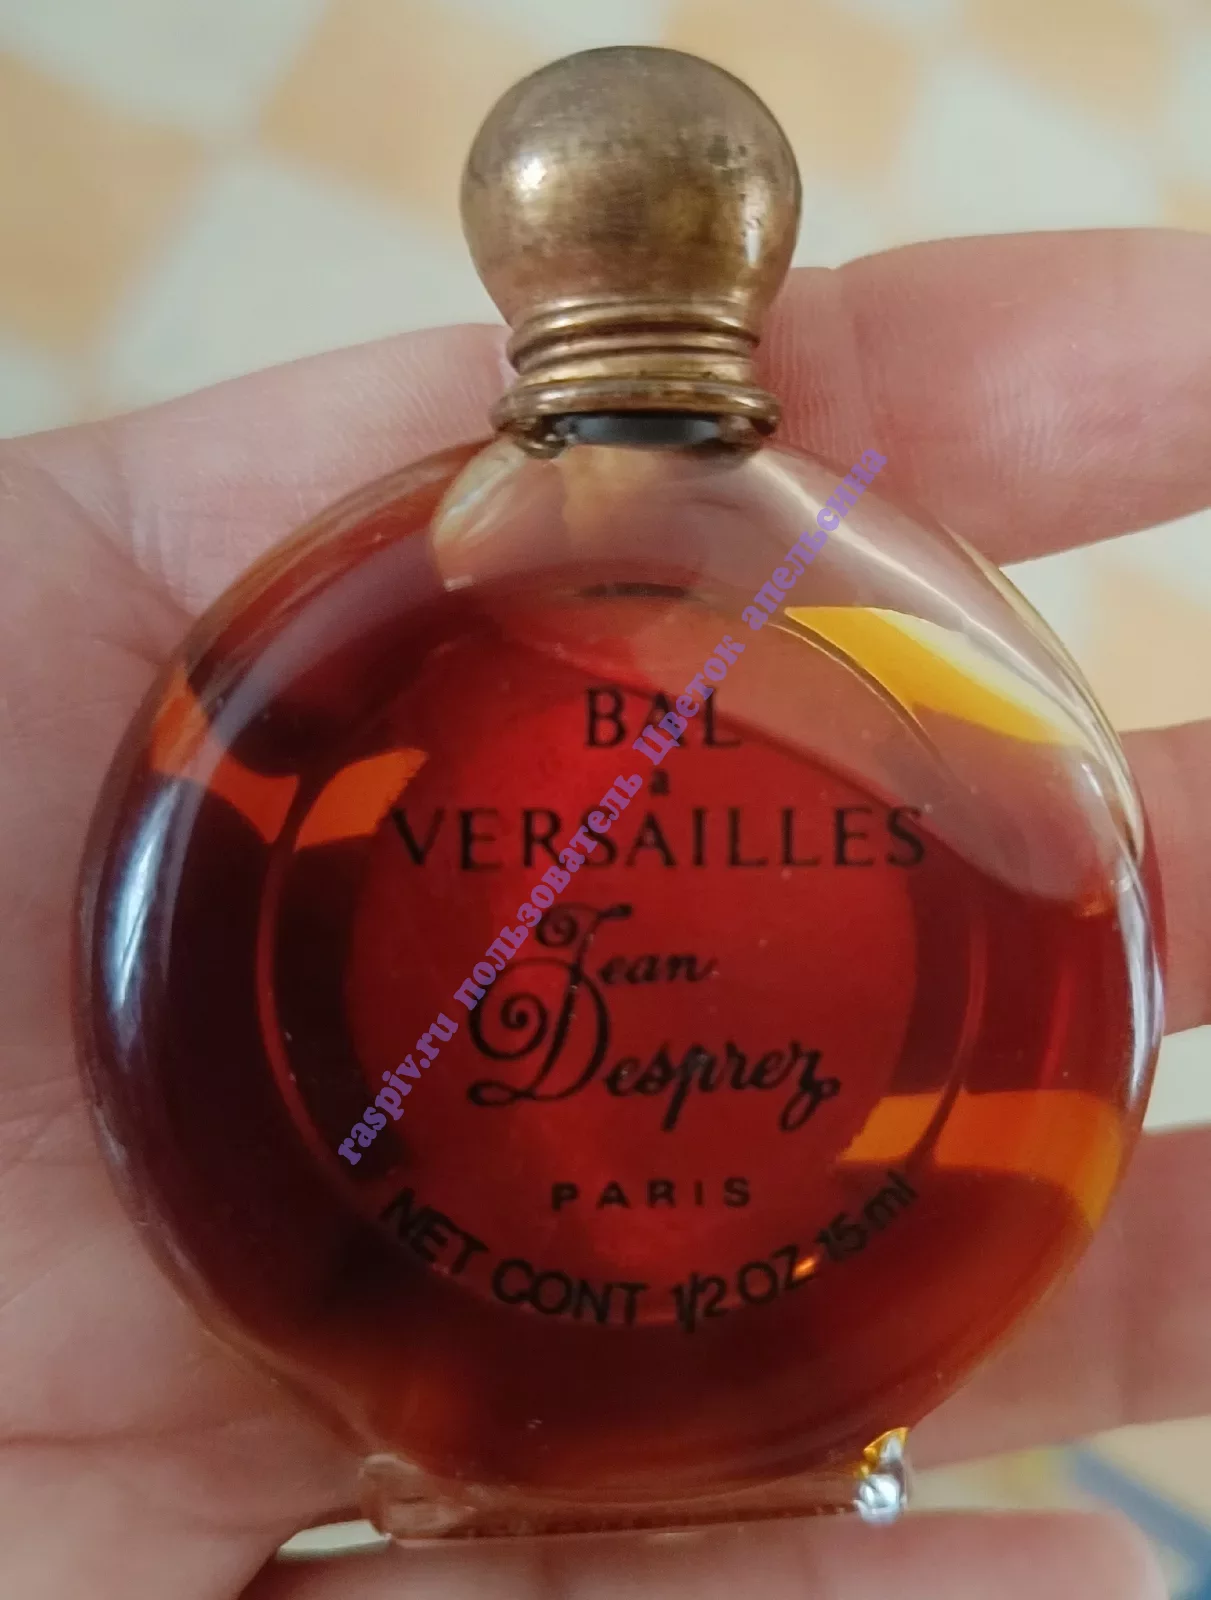 BAL
a
VERSAILLES
Jean
Desprez
PARIS
NET CONT 1/2 OZ 15 ml
raspiv.ru пользователь Цветок апельсина